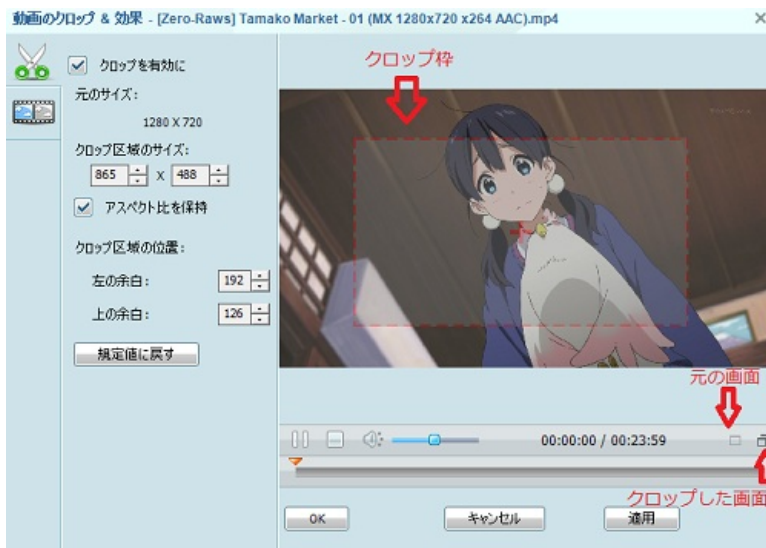 動画のクロップ & 効果 - [Zero-Raws] Tamako Market - 01 (MX 1280x720 x264 AAC).mp4
クロップを有効に
元のサイズ:
1280 X 720
クロップ区域のサイズ:
865 x 488
アスペクト比を保持
クロップ区域の位置:
左の余白: 192
上の余白: 126
規定値に戻す
クロップ枠
元の画面
00:00:00 / 00:23:59
クロップした画面
OK キャンセル 適用